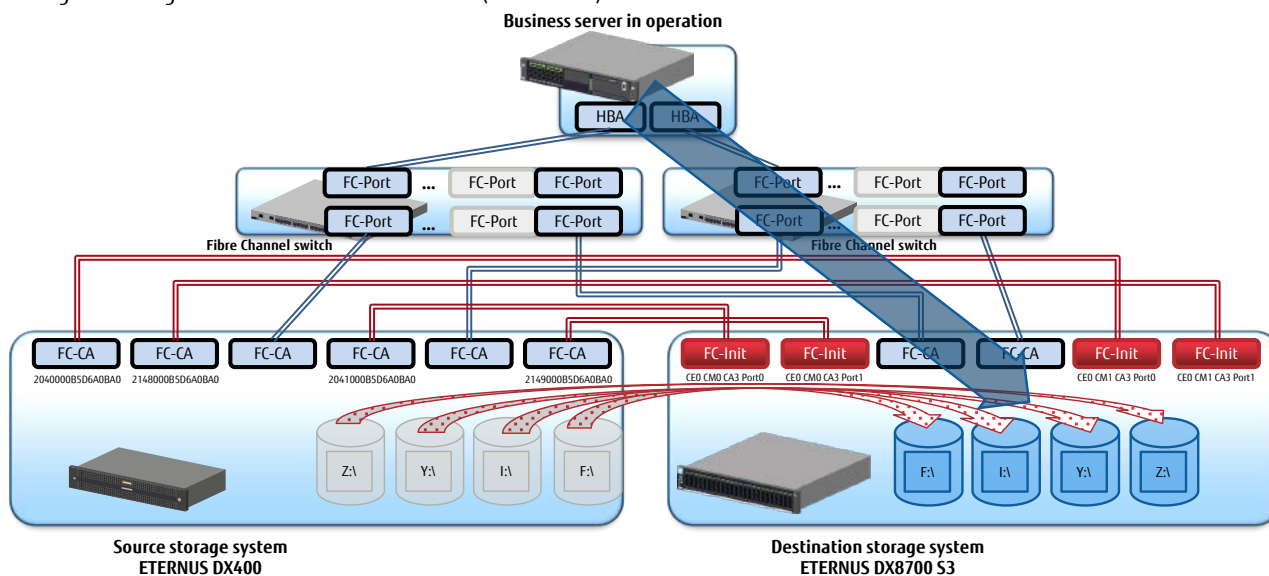 Business server in operation
HBA HBA
FC-Port ... FC-Port FC-Port FC-Port ... FC-Port FC-Port
FC-Port ... FC-Port FC-Port FC-Port ... FC-Port FC-Port
Fibre Channel switch Fibre Channel switch
FC-CA FC-CA FC-CA FC-CA FC-CA FC-CA FC-Init FC-Init FC-CA FC-CA FC-Init FC-Init
2040000B5D6A0BA0 2148000B5D6A0BA0 2041000B5D6A0BA0 2149000B5D6A0BA0 CE0 CM0 CA3 Port0 CE0 CM0 CA3 Port1 CE0 CM1 CA3 Port0 CE0 CM1 CA3 Port1
Z:\ Y:\ I:\ F:\ F:\ I:\ Y:\ Z:\
Source storage system Destination storage system
ETERNUS DX400 ETERNUS DX8700 S3